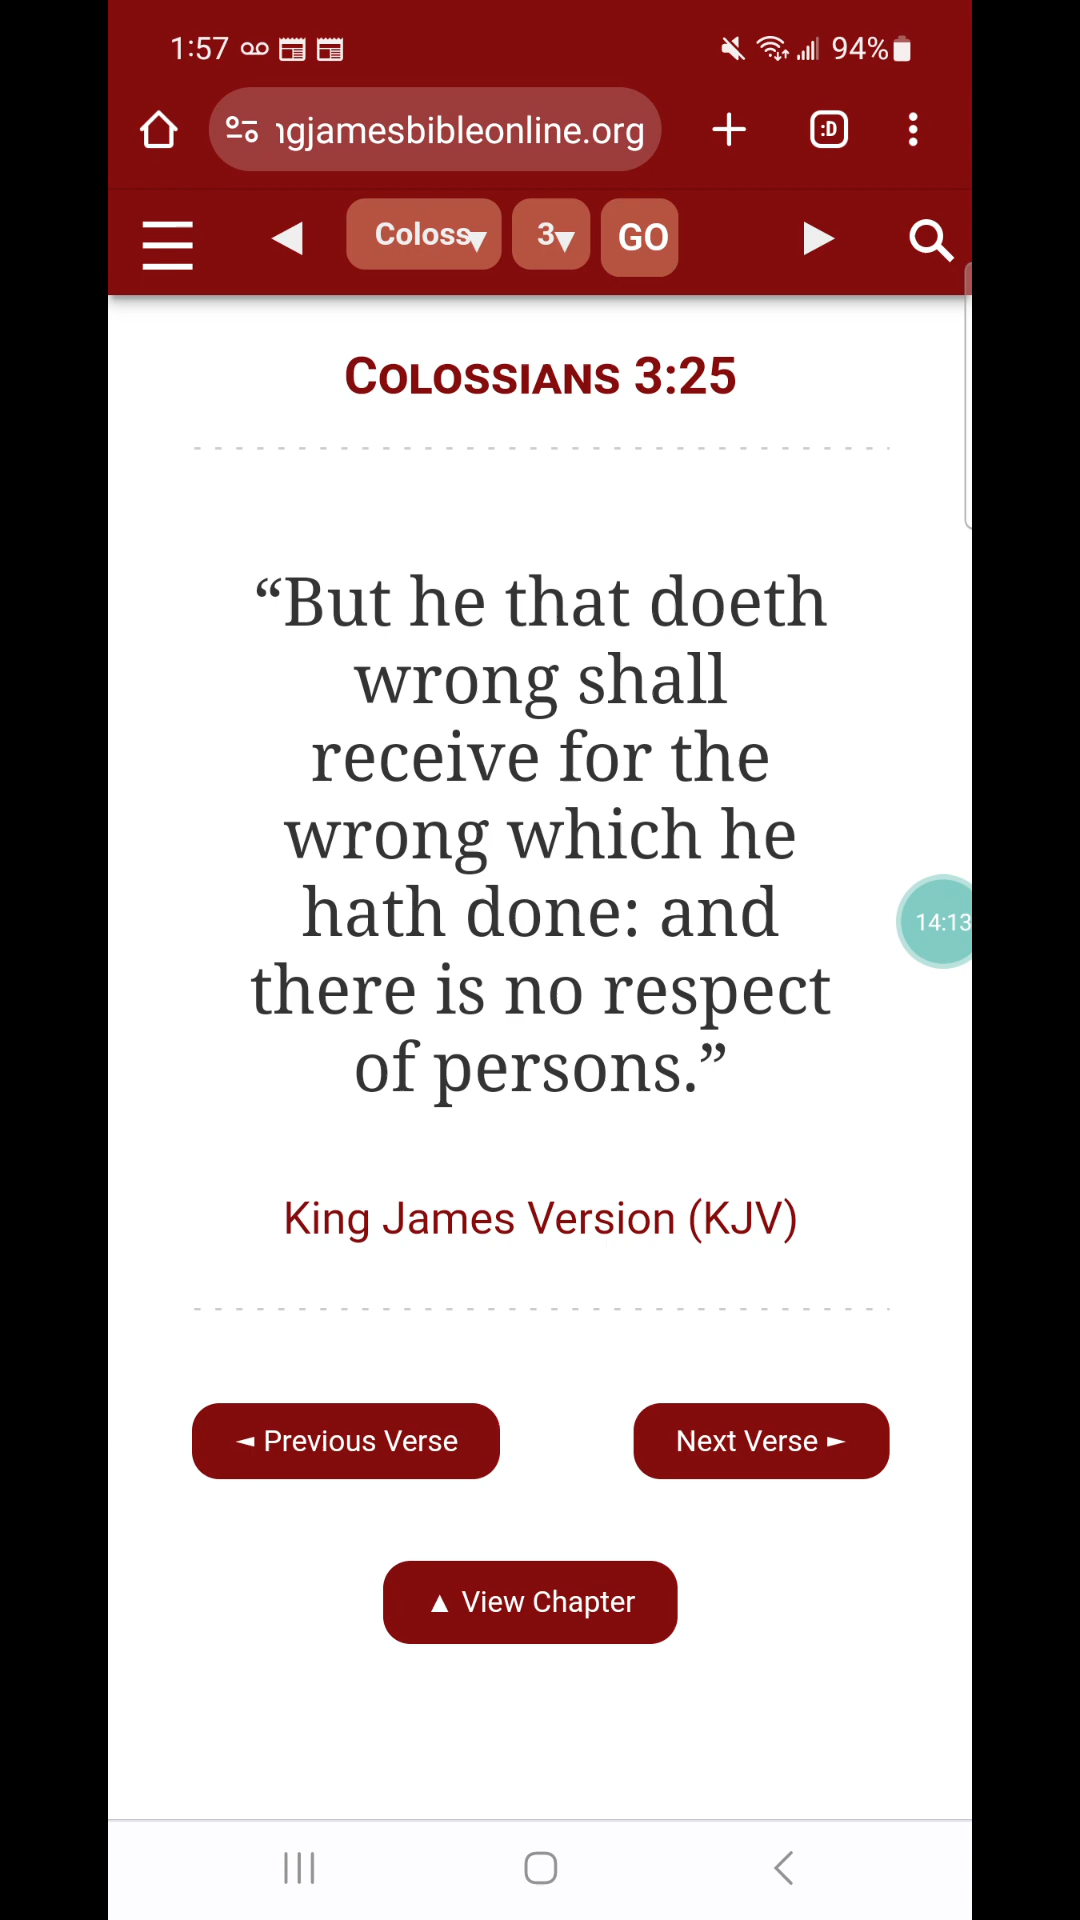 1:57 94%
ngjamesbibleonline.org :D
Coloss 3 GO
COLOSSIANS 3:25
“But he that doeth
wrong shall
receive for the
wrong which he
hath done: and
14:13
there is no respect
of persons.”
King James Version (KJV)
◄ Previous Verse Next Verse ►
▲ View Chapter